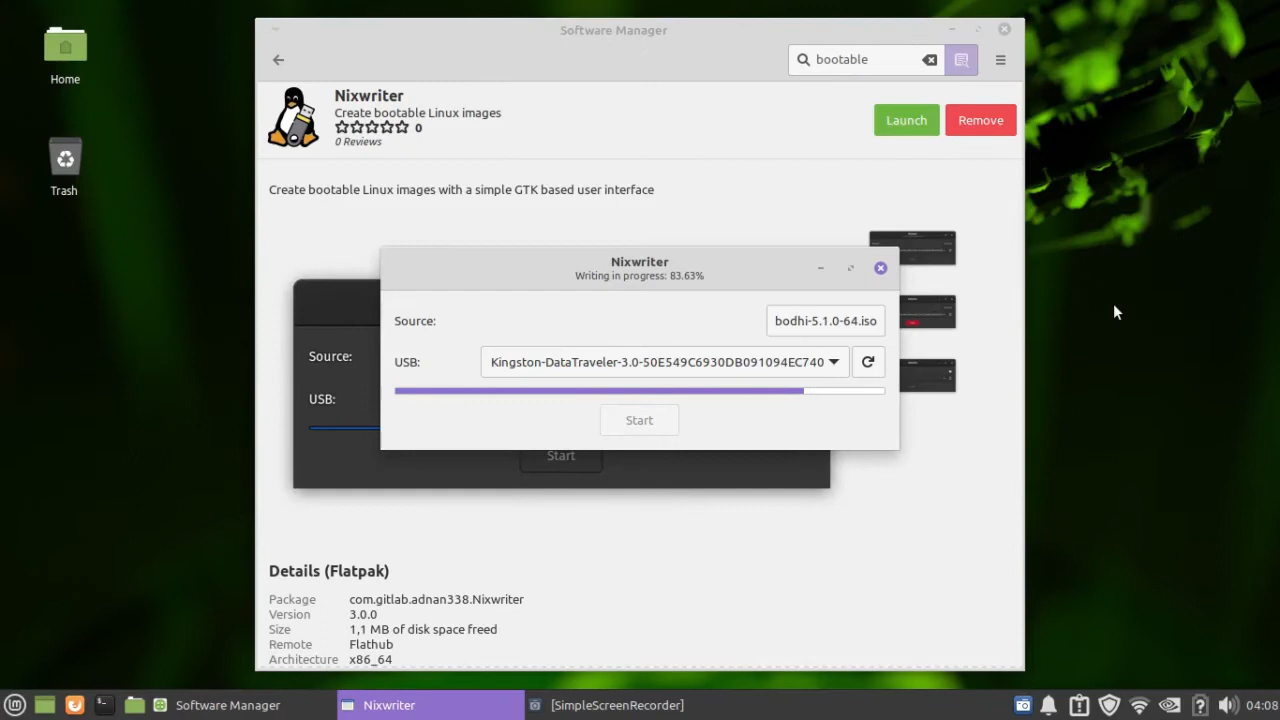 Software Manager
Home
bootable
Nixwriter
Create bootable Linux images
0
0 Reviews
Launch
Remove
Trash
Create bootable Linux images with a simple GTK based user interface
Nixwriter
Writing in progress: 83.63%
Source:
bodhi-5.1.0-64.iso
Source:
USB:
Kingston-DataTraveler-3.0-50E549C6930DB091094EC740
USB:
Start
Start
Details (Flatpak)
Package com.gitlab.adnan338.Nixwriter
Version 3.0.0
Size 1,1 MB of disk space freed
Remote Flathub
Architecture x86_64
Software Manager
Nixwriter
[SimpleScreenRecorder]
04:08